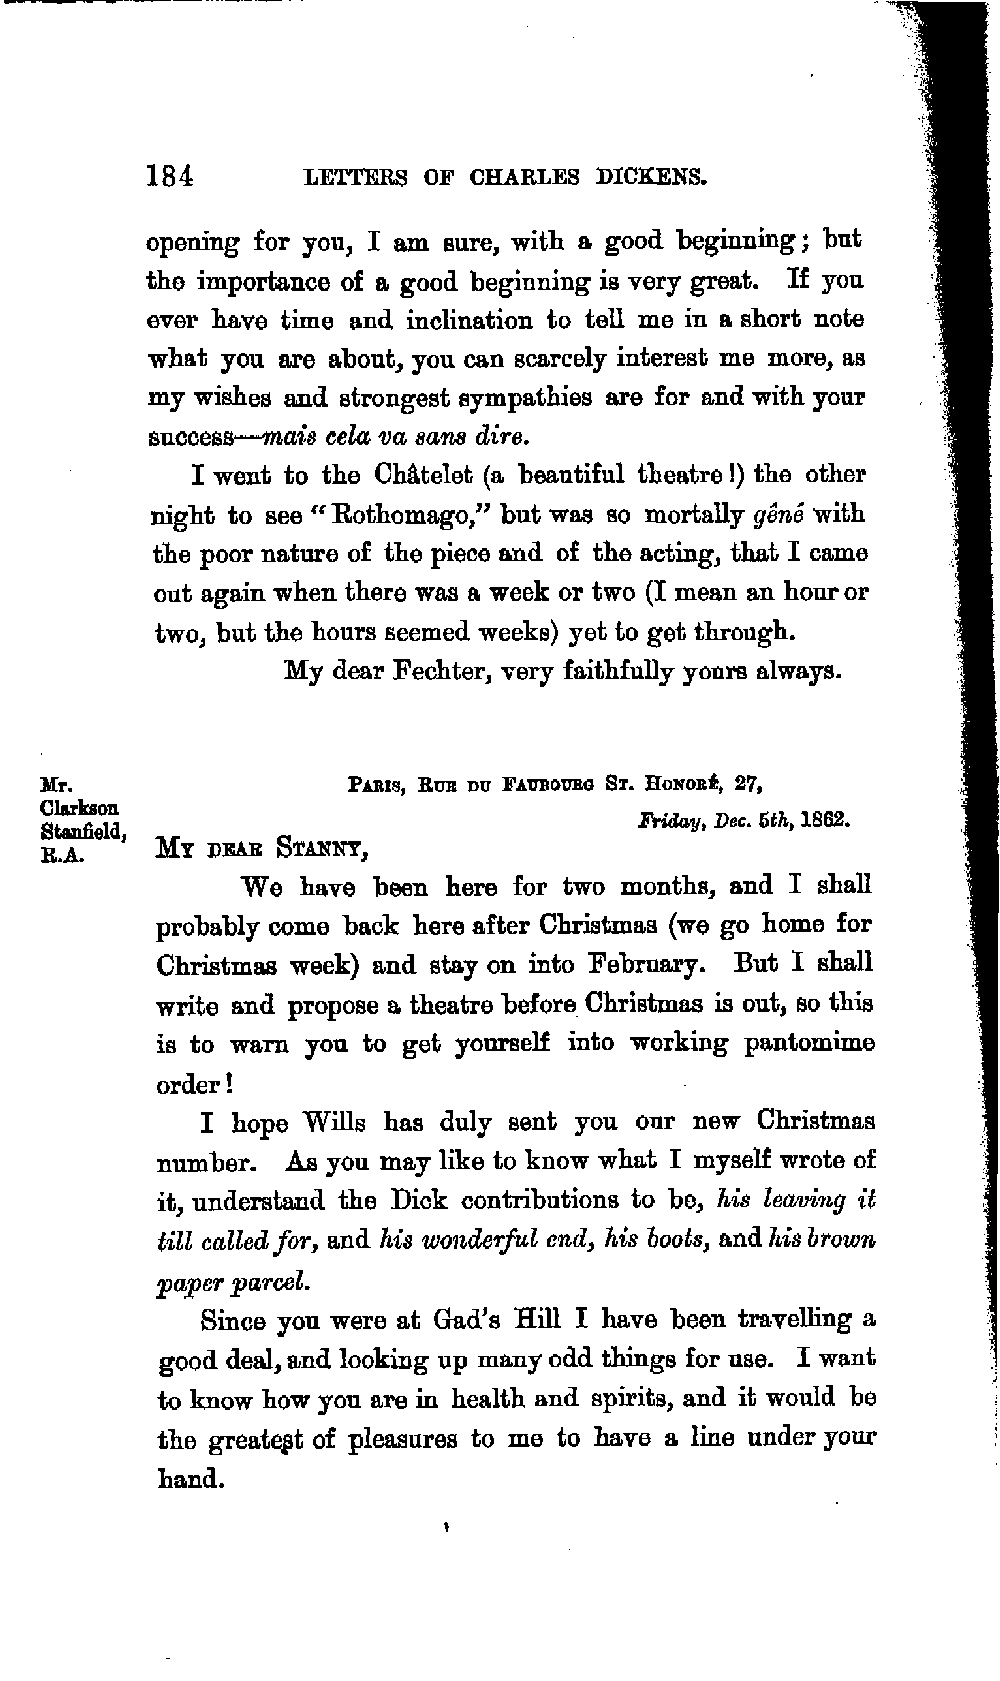 184 LETTERS OF CHARLES DICKENS.
opening for you, I am sure, with a good beginning; but
the importance of a good beginning is very great. If you
ever have time and inclination to tell me in a short note
what you are about, you can scarcely interest me more, as
my wishes and strongest sympathies are for and with your
success—mais cela va sans dire.
I went to the Châtelet (a beautiful theatre!) the other
night to see “Rothomago,” but was so mortally gêné with
the poor nature of the piece and of the acting, that I came
out again when there was a week or two (I mean an hour or
two, but the hours seemed weeks) yet to get through.
My dear Fechter, very faithfully yours always.
Mr.
Clarkson
Stanfield,
R.A.
PARIS, RUE DU FAUBOURG ST. HONORÉ, 27,
Friday, Dec. 5th, 1862.
MY DEAR STANNY,
We have been here for two months, and I shall
probably come back here after Christmas (we go home for
Christmas week) and stay on into February. But I shall
write and propose a theatre before Christmas is out, so this
is to warn you to get yourself into working pantomime
order!
I hope Wills has duly sent you our new Christmas
number. As you may like to know what I myself wrote of
it, understand the Dick contributions to be, his leaving it
till called for, and his wonderful end, his boots, and his brown
paper parcel.
Since you were at Gad's Hill I have been travelling a
good deal, and looking up many odd things for use. I want
to know how you are in health and spirits, and it would be
the greatest of pleasures to me to have a line under your
hand.